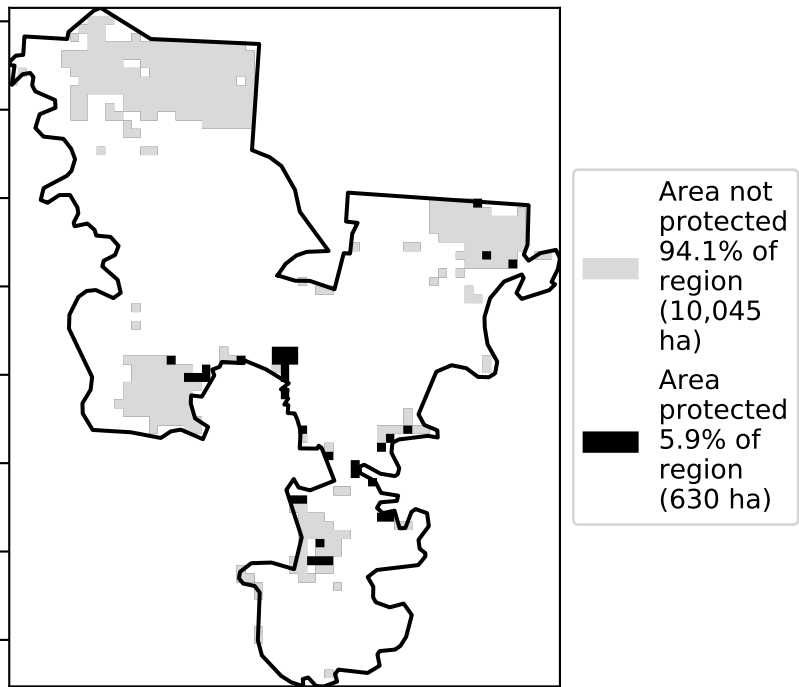 Area not
protected
94.1% of
region
(10,045
ha)
Area
protected
5.9% of
region
(630 ha)